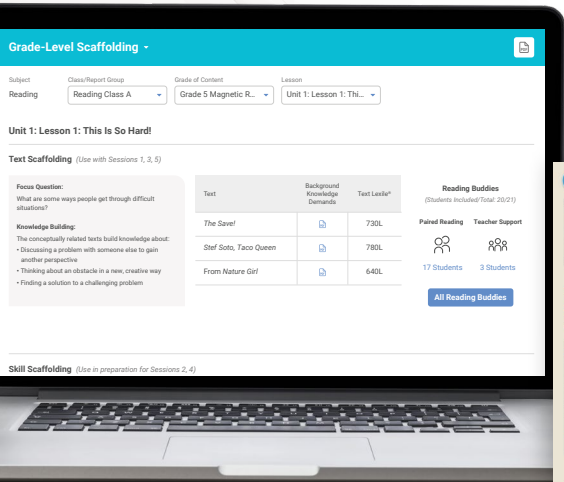 Grade-Level Scaffolding
PDF
Subject Class/Report Group Grade of Content Lesson
Reading Reading Class A Grade 5 Magnetic R... Unit 1: Lesson 1: Thi...
Unit 1: Lesson 1: This Is So Hard!
Text Scaffolding (Use with Sessions 1, 3, 5)
Focus Question:
What are some ways people get through difficult
situations?
Knowledge Building:
The conceptually related texts build knowledge about:
• Discussing a problem with someone else to gain
another perspective
• Thinking about an obstacle in a new, creative way
• Finding a solution to a challenging problem
Text Background Knowledge Demands Text Lexile®
The Save! 730L
Stef Soto, Taco Queen 780L
From Nature Girl 640L
Reading Buddies
(Students Included/Total: 20/21)
Paired Reading Teacher Support
17 Students 3 Students
All Reading Buddies
Skill Scaffolding (Use in preparation for Sessions 2, 4)